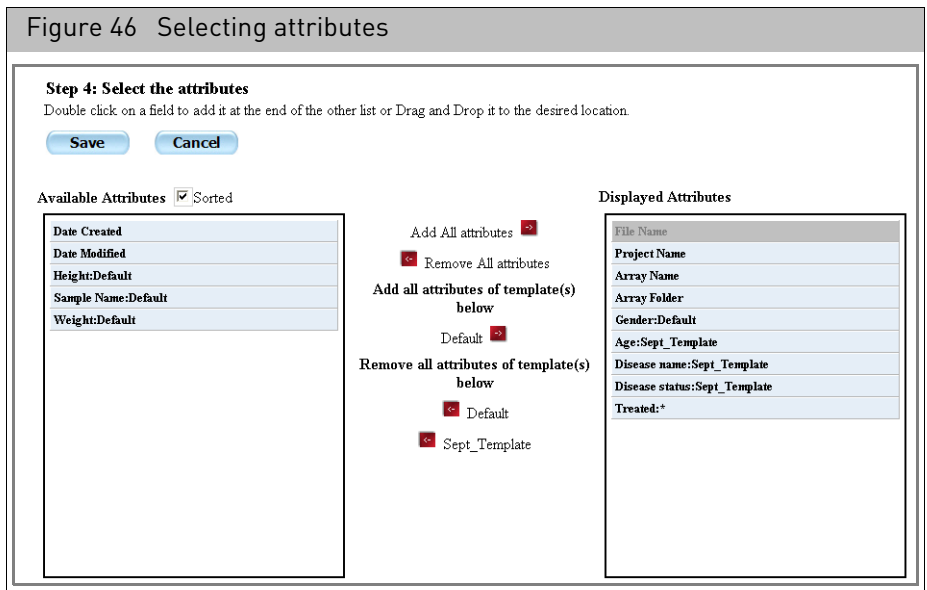 Figure 46 Selecting attributes
Step 4: Select the attributes
Double click on a field to add it at the end of the other list or Drag and Drop it to the desired location.
Save
Cancel
Available Attributes Sorted
Date Created
Date Modified
Height:Default
Sample Name:Default
Weight:Default
Add All attributes
Remove All attributes
Add all attributes of template(s)
below
Default
Remove all attributes of template(s)
below
Default
Sept_Template
Displayed Attributes
File Name
Project Name
Array Name
Array Folder
Gender:Default
Age:Sept_Template
Disease name:Sept_Template
Disease status:Sept_Template
Treated:*